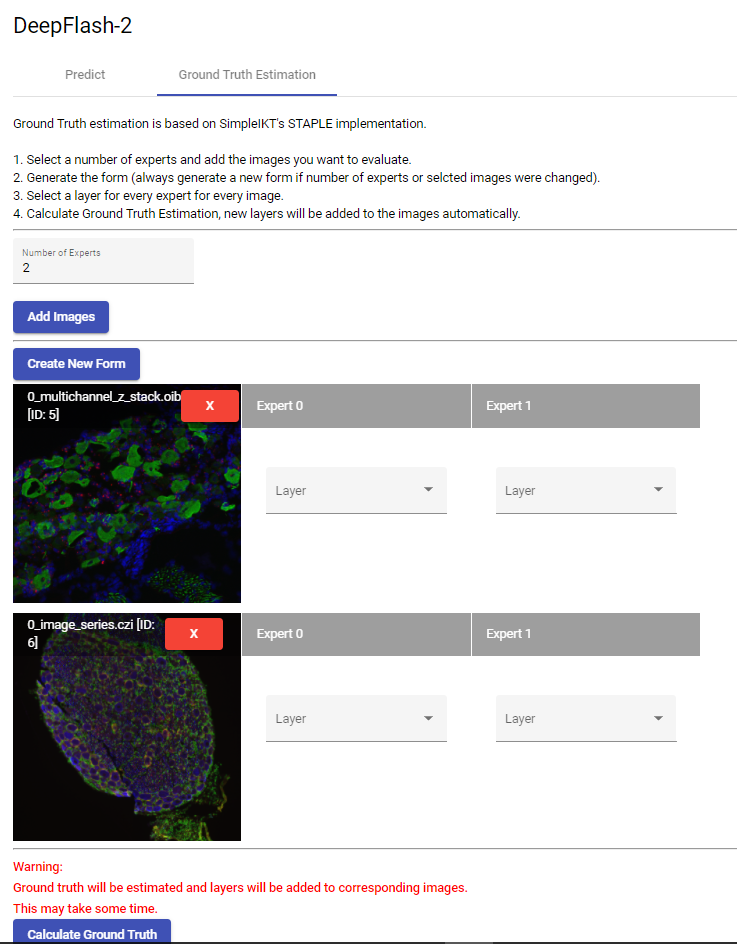 DeepFlash-2
Predict
Ground Truth Estimation
Ground Truth estimation is based on SimpleIKT's STAPLE implementation.
1. Select a number of experts and add the images you want to evaluate.
2. Generate the form (always generate a new form if number of experts or selcted images were changed).
3. Select a layer for every expert for every image.
4. Calculate Ground Truth Estimation, new layers will be added to the images automatically.
Number of Experts
2
Add Images
Create New Form
0_multichannel_z_stack.oib
[ID: 5]
X
Expert 0
Expert 1
Layer
Layer
0_image_series.czi [ID:
6]
X
Expert 0
Expert 1
Layer
Layer
Warning:
Ground truth will be estimated and layers will be added to corresponding images.
This may take some time.
Calculate Ground Truth